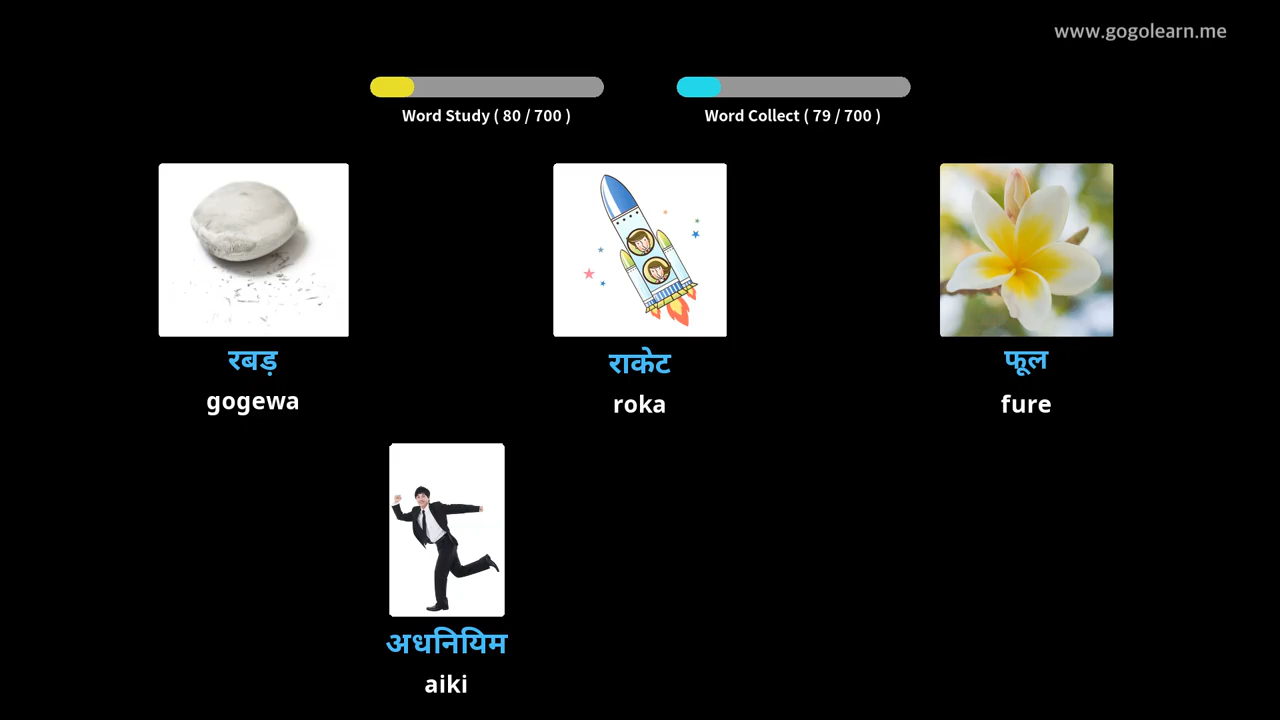 www.gogolearn.me
Word Study ( 80 / 700 )
Word Collect ( 79 / 700 )
रबड़
gogewa
राकेट
roka
फूल
fure
अधनियिम
aiki